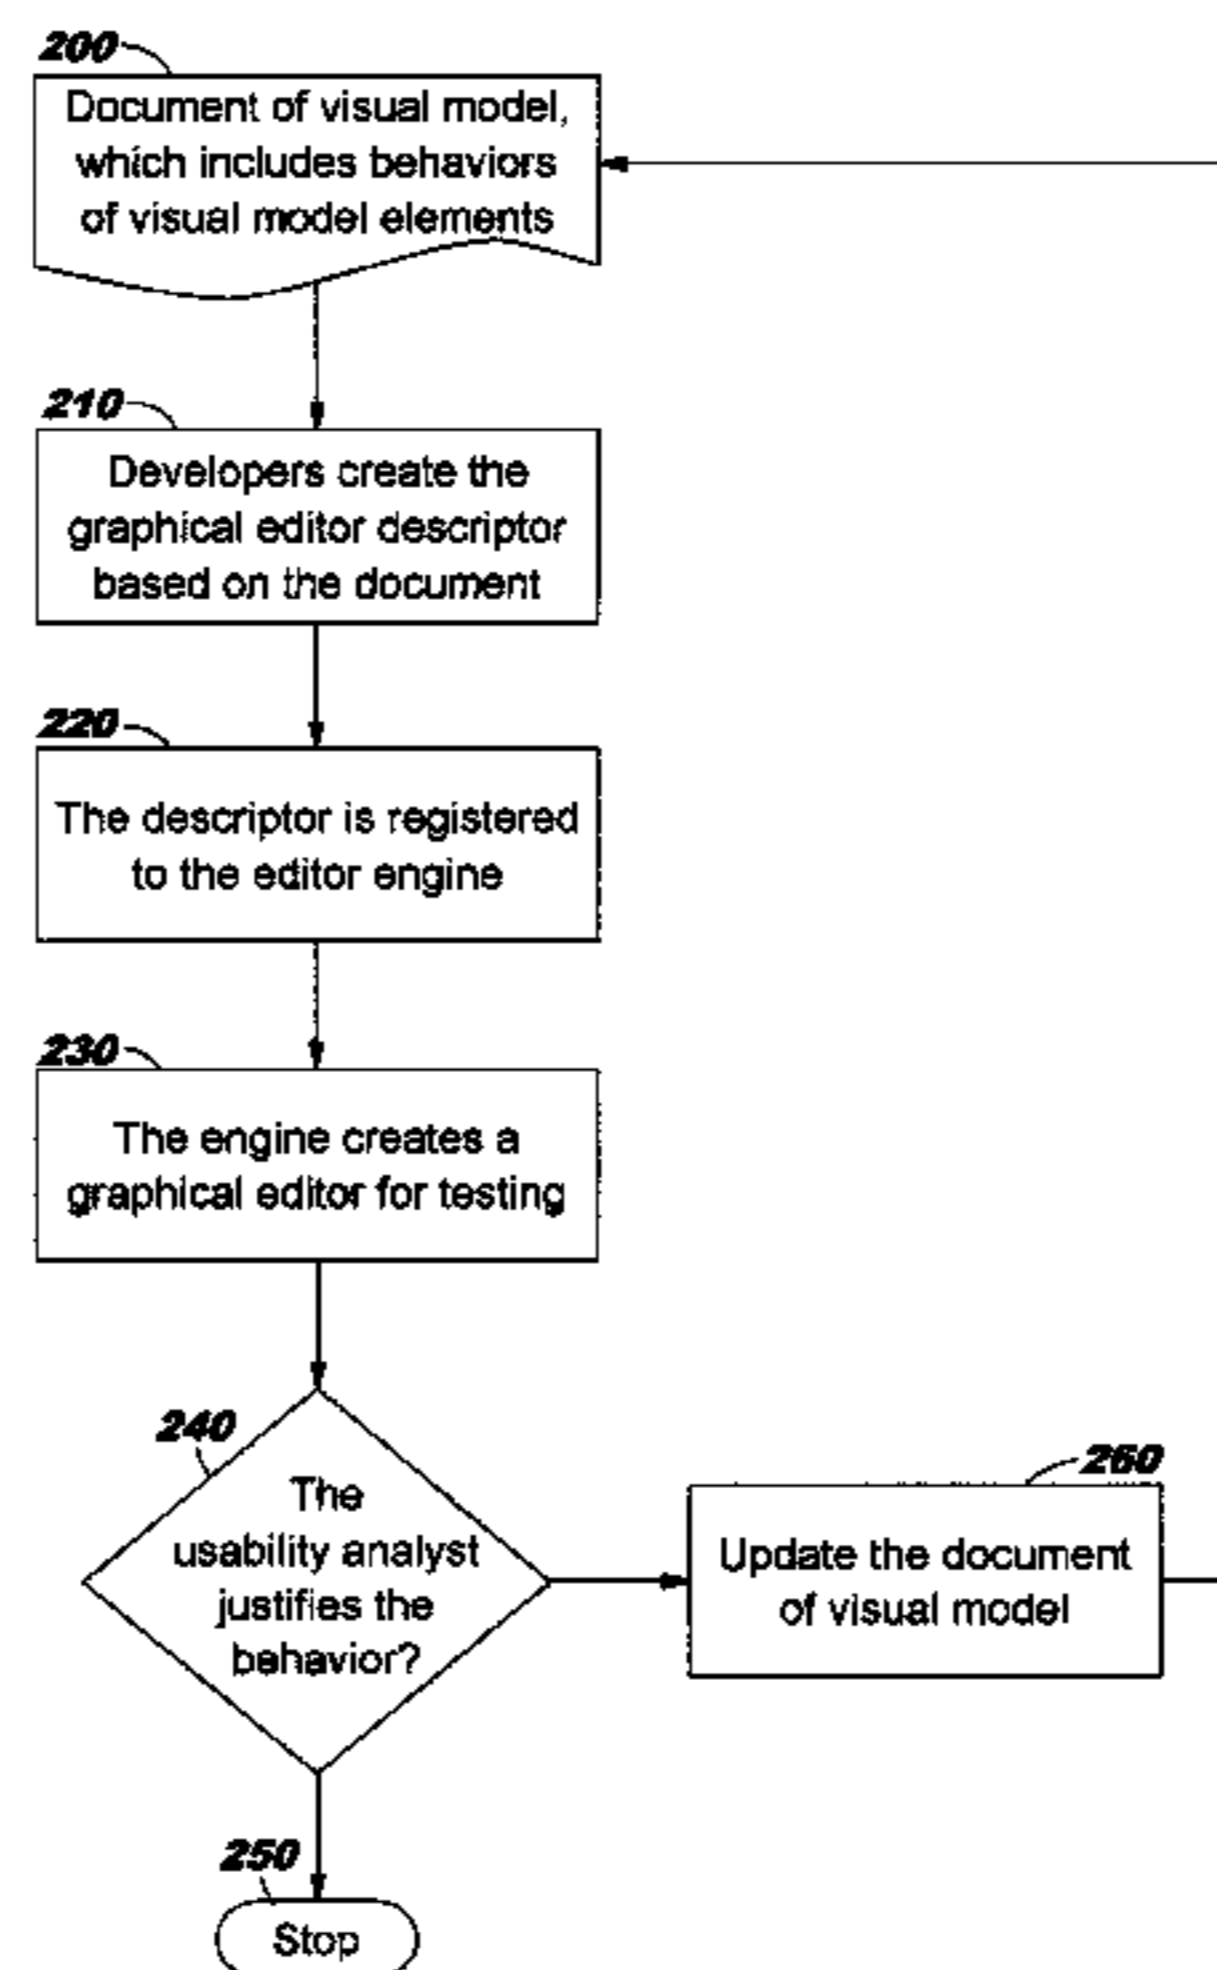 200
Document of visual model,
which includes behaviors
of visual model elements
210
Developers create the
graphical editor descriptor
based on the document
220
The descriptor is registered
to the editor engine
230
The engine creates a
graphical editor for testing
240
The
usability analyst
justifies the
behavior?
260
Update the document
of visual model
250
Stop